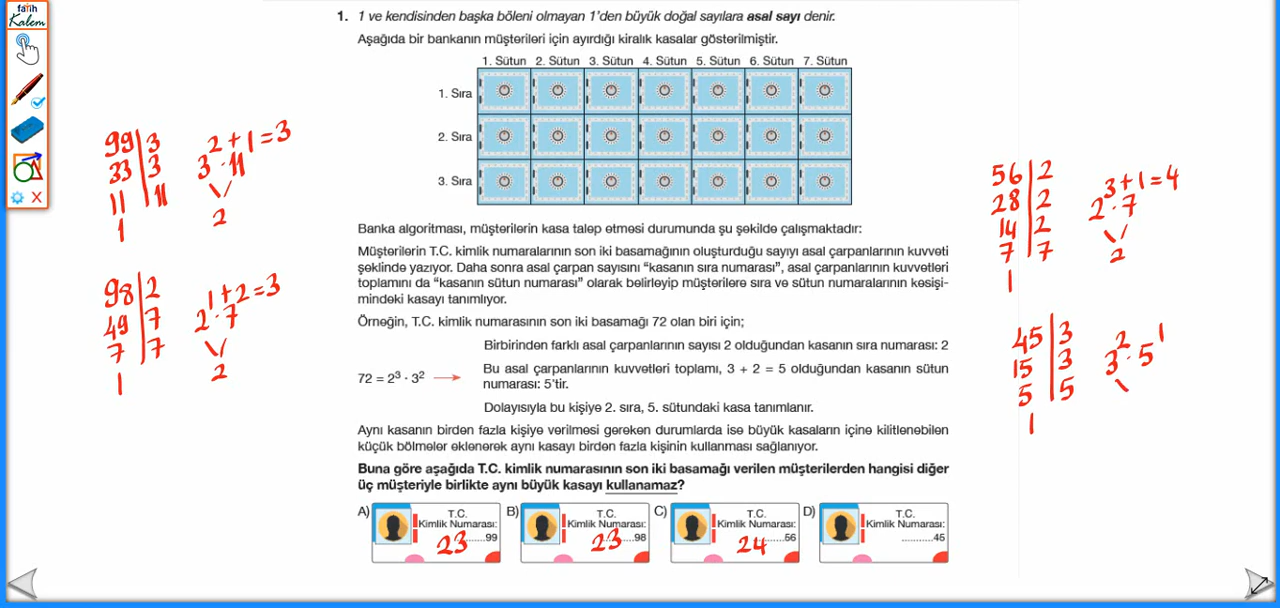 fatih
Kalem
1. 1 ve kendisinden başka böleni olmayan 1'den büyük doğal sayılara asal sayı denir.
Aşağıda bir bankanın müşterileri için ayırdığı kiralık kasalar gösterilmiştir.
1. Sütun 2. Sütun 3. Sütun 4. Sütun 5. Sütun 6. Sütun 7. Sütun
1. Sıra
2. Sıra
3. Sıra
Banka algoritması, müşterilerin kasa talep etmesi durumunda şu şekilde çalışmaktadır:
Müşterilerin T.C. kimlik numaralarının son iki basamağının oluşturduğu sayıyı asal çarpanlarının kuvveti
şeklinde yazıyor. Daha sonra asal çarpan sayısını "kasanın sıra numarası", asal çarpanlarının kuvvetleri
toplamını da "kasanın sütun numarası" olarak belirleyip müşterilere sıra ve sütun numaralarının kesişi-
mindeki kasayı tanımlıyor.
Örneğin, T.C. kimlik numarasının son iki basamağı 72 olan biri için;
Birbirinden farklı asal çarpanlarının sayısı 2 olduğundan kasanın sıra numarası: 2
72 = 2³ · 3²
Bu asal çarpanlarının kuvvetleri toplamı, 3 + 2 = 5 olduğundan kasanın sütun
numarası: 5'tir.
Dolayısıyla bu kişiye 2. sıra, 5. sütundaki kasa tanımlanır.
Aynı kasanın birden fazla kişiye verilmesi gereken durumlarda ise büyük kasaların içine kilitlenebilen
küçük bölmeler eklenerek aynı kasayı birden fazla kişinin kullanması sağlanıyor.
Buna göre aşağıda T.C. kimlik numarasının son iki basamağı verilen müşterilerden hangisi diğer
üç müşteriyle birlikte aynı büyük kasayı kullanamaz?
A) T.C.
Kimlik Numarası:
..........99
23
B) T.C.
Kimlik Numarası:
..........98
23
C) T.C.
Kimlik Numarası:
..........56
24
D) T.C.
Kimlik Numarası:
..........45
99 | 3
33 | 3
11 | 11
1
2+1=3
3 · 11
2
98 | 2
49 | 7
7 | 7
1
1+2=3
2 · 7
2
56 | 2
28 | 2
14 | 2
7 | 7
1
3+1=4
2 · 7
2
45 | 3
15 | 3
5 | 5
1
3² · 5¹